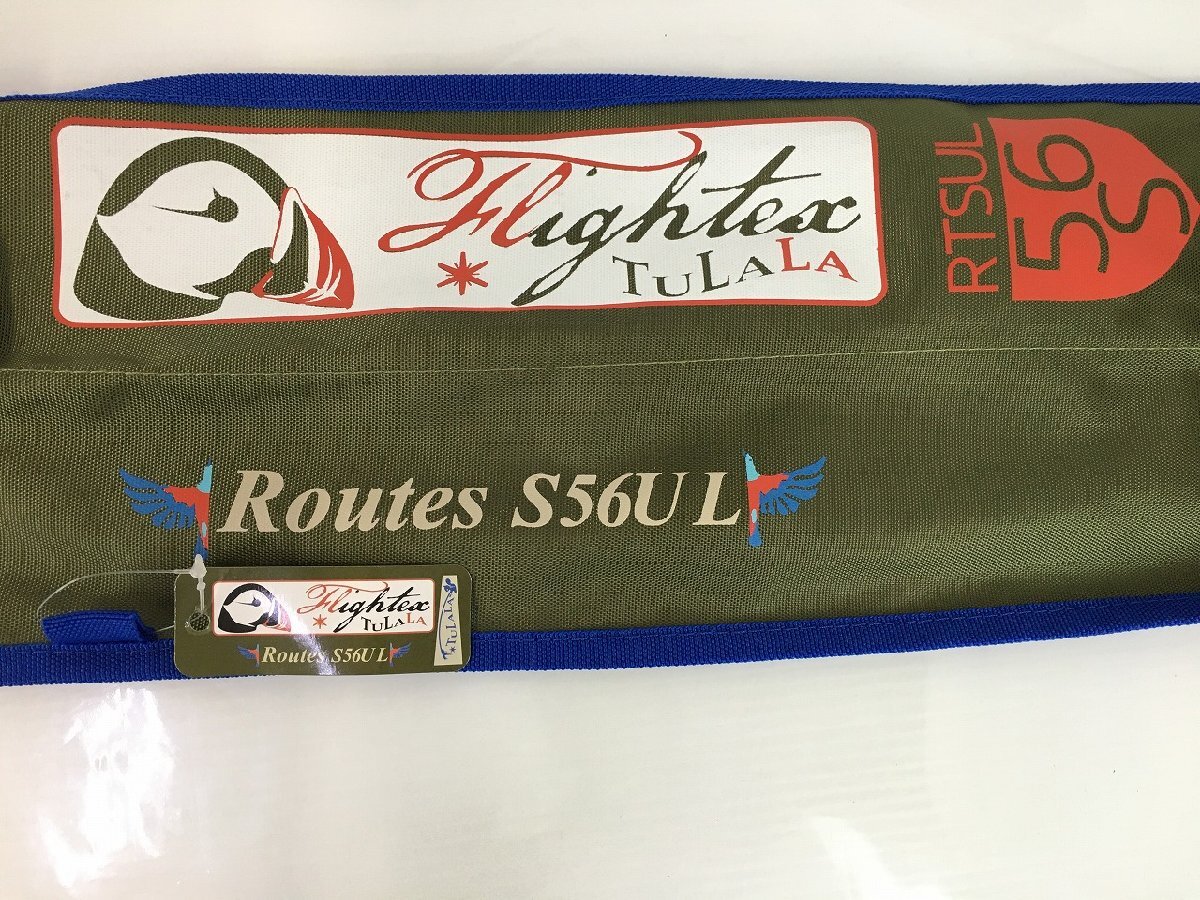 Flightex
TULALA
RTSUL
56
S
Routes S56UL
Flightex
TULALA
Routes S56UL
TULALA